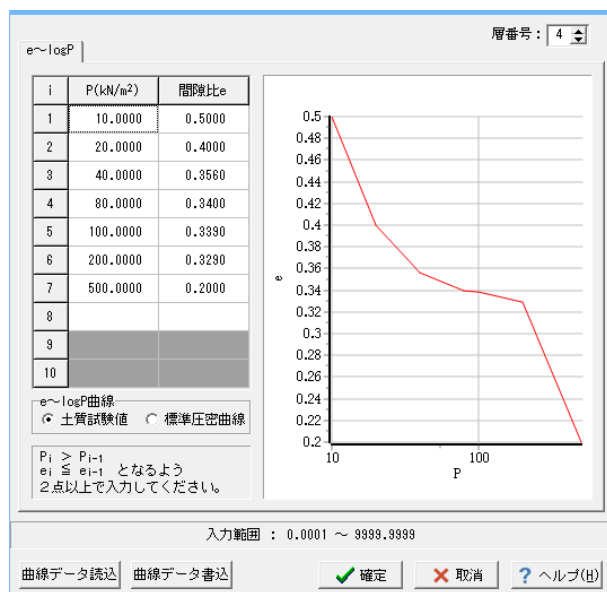 層番号： 4
e～logP
i P(kN/m²) 間隙比e
1 10.0000 0.5000
2 20.0000 0.4000
3 40.0000 0.3560
4 80.0000 0.3400
5 100.0000 0.3390
6 200.0000 0.3290
7 500.0000 0.2000
8
9
10
e～logP曲線
土質試験値 標準圧密曲線
Pi > Pi-1
ei ≦ ei-1 となるよう
２点以上で入力してください。
0.5
0.48
0.46
0.44
0.42
0.4
0.38
0.36
0.34
0.32
0.3
0.28
0.26
0.24
0.22
0.2
e
10 100
P
入力範囲 ： 0.0001 ～ 9999.9999
曲線データ読込 曲線データ書込 確定 取消 ? ヘルプ(H)